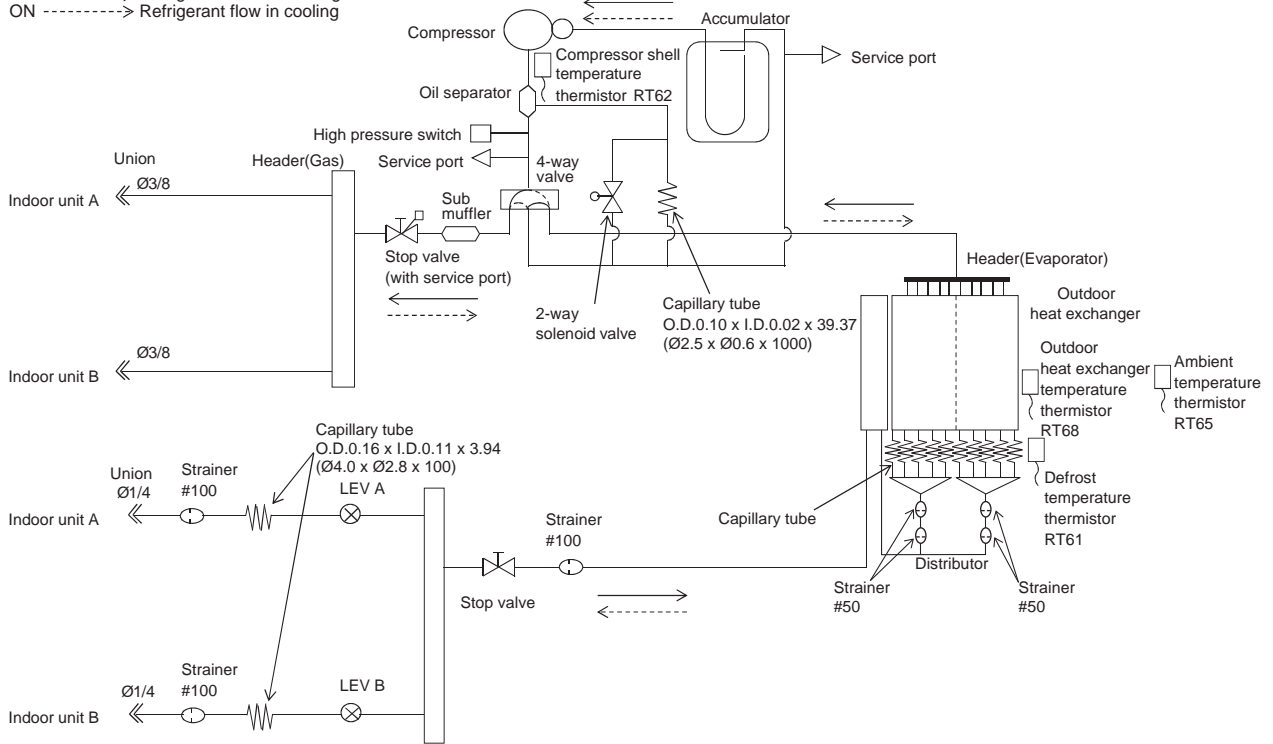 ON Refrigerant flow in cooling
Compressor
Accumulator
Service port
Compressor shell
temperature
thermistor RT62
Oil separator
High pressure switch
Service port
4-way
valve
Union
Header(Gas)
Ø3/8
Indoor unit A
Sub
muffler
Stop valve
(with service port)
2-way
solenoid valve
Capillary tube
O.D.0.10 x I.D.0.02 x 39.37
(Ø2.5 x Ø0.6 x 1000)
Header(Evaporator)
Outdoor
heat exchanger
Outdoor
heat exchanger
temperature
thermistor
RT68
Ambient
temperature
thermistor
RT65
Ø3/8
Indoor unit B
Capillary tube
O.D.0.16 x I.D.0.11 x 3.94
(Ø4.0 x Ø2.8 x 100)
Union
Ø1/4
Strainer
#100
LEV A
Indoor unit A
Strainer
#100
Stop valve
Capillary tube
Defrost
temperature
thermistor
RT61
Distributor
Strainer
#50
Strainer
#50
Strainer
#100
Ø1/4
LEV B
Indoor unit B